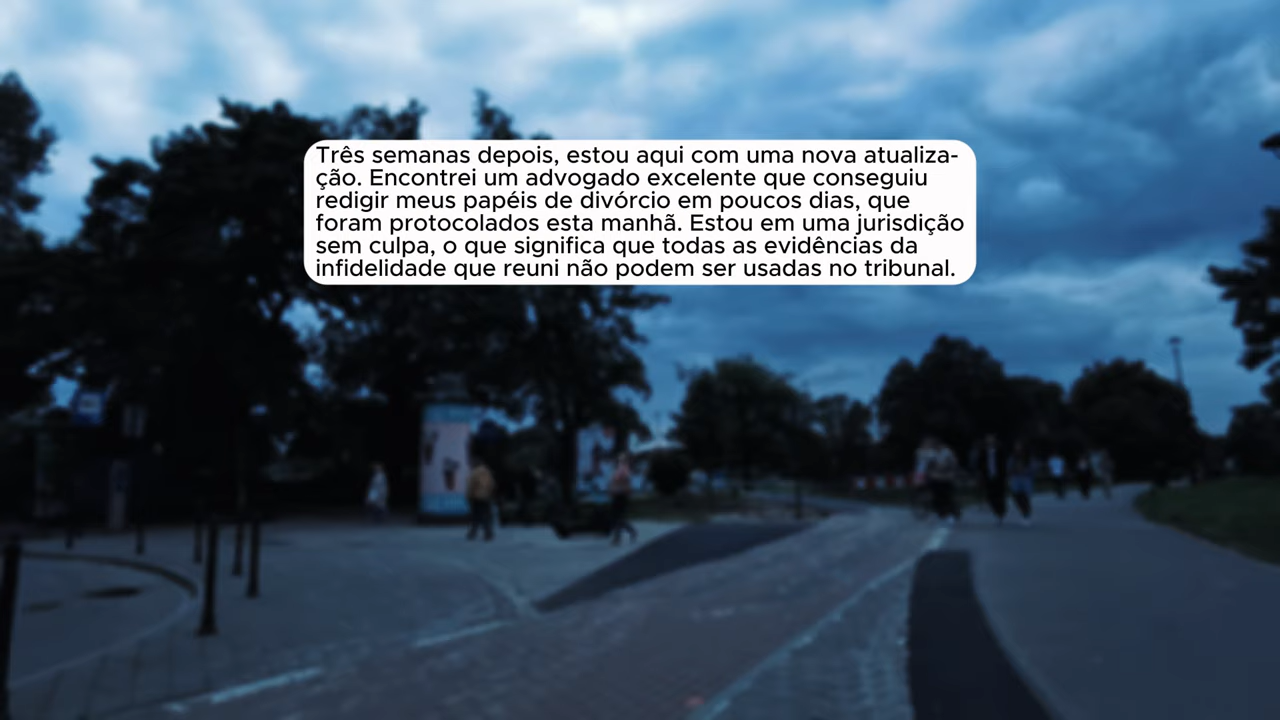 Três semanas depois, estou aqui com uma nova atualiza-
ção. Encontrei um advogado excelente que conseguiu
redigir meus papéis de divórcio em poucos dias, que
foram protocolados esta manhã. Estou em uma jurisdição
sem culpa, o que significa que todas as evidências da
infidelidade que reuni não podem ser usadas no tribunal.